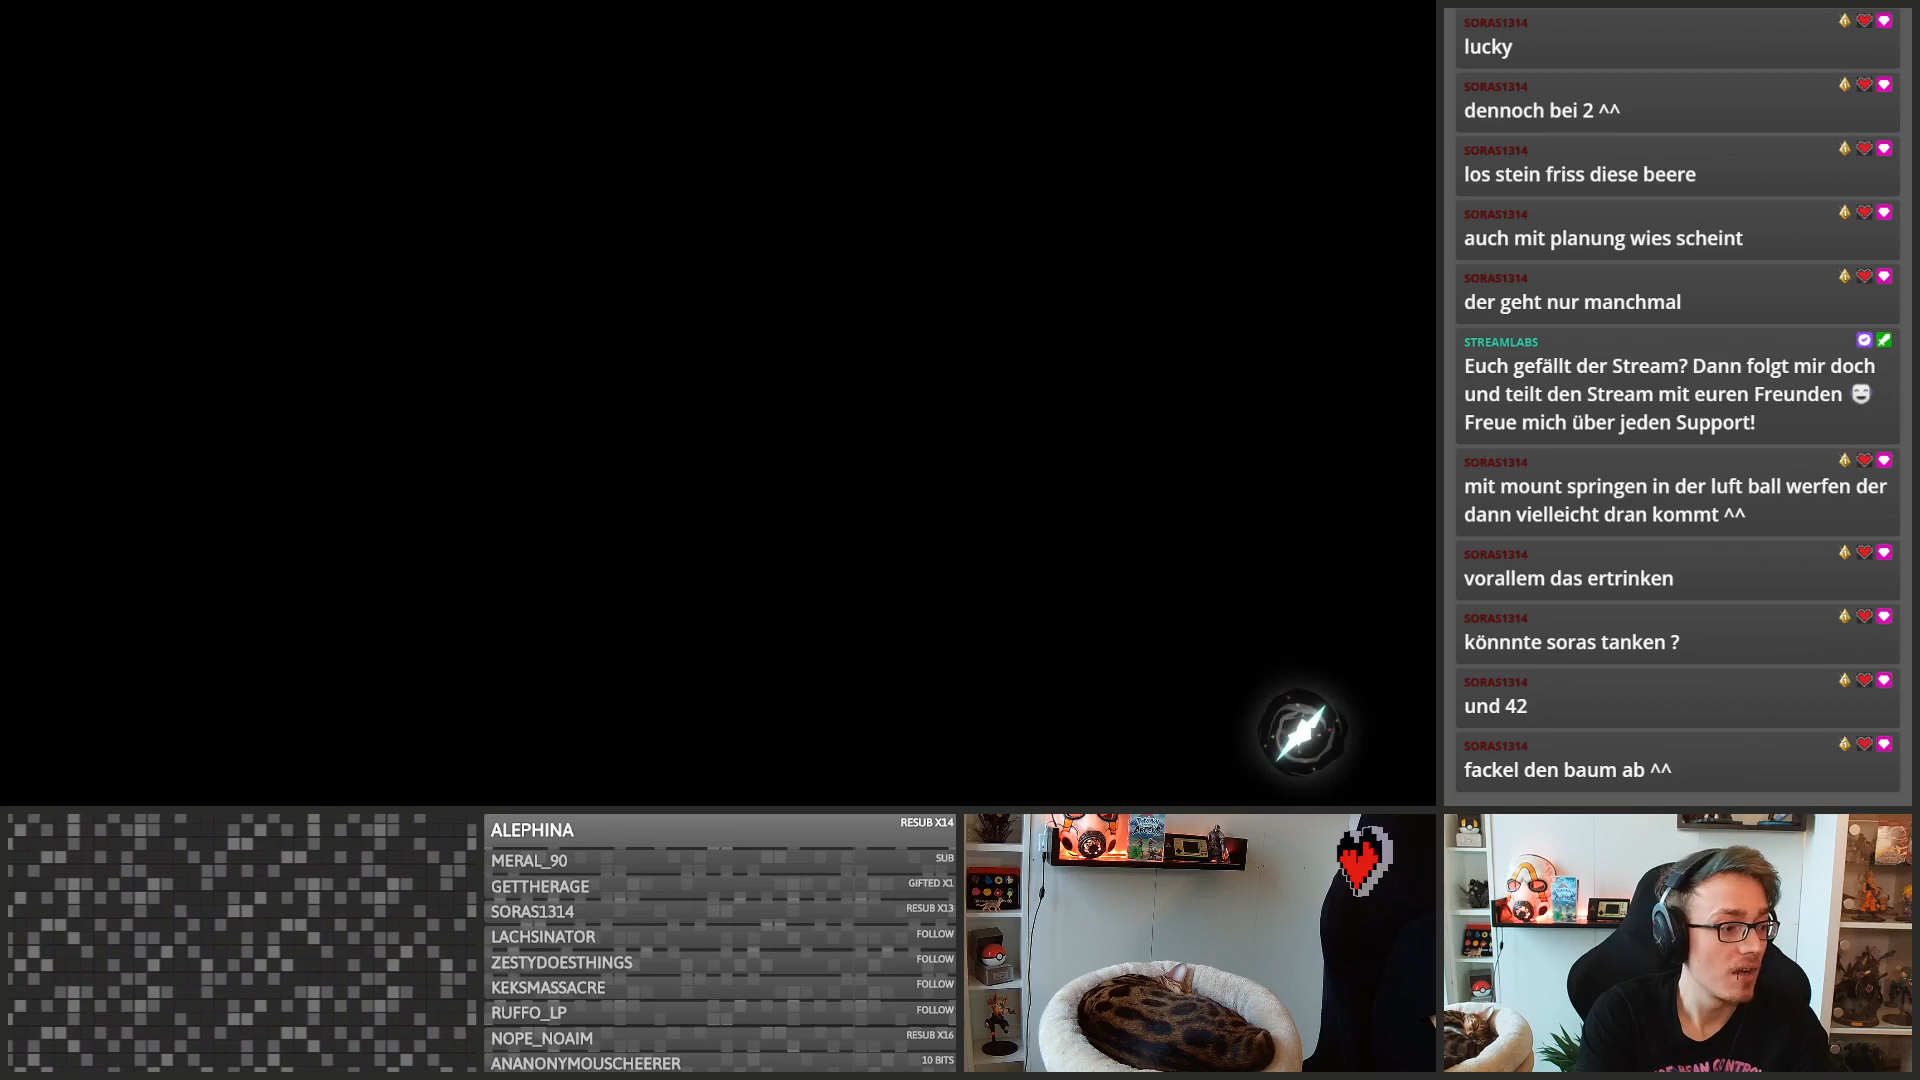 SORAS1314
lucky
SORAS1314
dennoch bei 2 ^^
SORAS1314
los stein friss diese beere
SORAS1314
auch mit planung wies scheint
SORAS1314
der geht nur manchmal
STREAMLABS
Euch gefällt der Stream? Dann folgt mir doch
und teilt den Stream mit euren Freunden
Freue mich über jeden Support!
SORAS1314
mit mount springen in der luft ball werfen der
dann vielleicht dran kommt ^^
SORAS1314
vorallem das ertrinken
SORAS1314
könnnte soras tanken ?
SORAS1314
und 42
SORAS1314
fackel den baum ab ^^
ALEPHINA RESUB X14
MERAL_90 SUB
GETTHERAGE GIFTED X1
SORAS1314 RESUB X13
LACHSINATOR FOLLOW
ZESTYDOESTHINGS FOLLOW
KEKSMASSACRE FOLLOW
RUFFO_LP FOLLOW
NOPE_NOAIM RESUB X16
ANANONYMOUSCHEERER 10 BITS